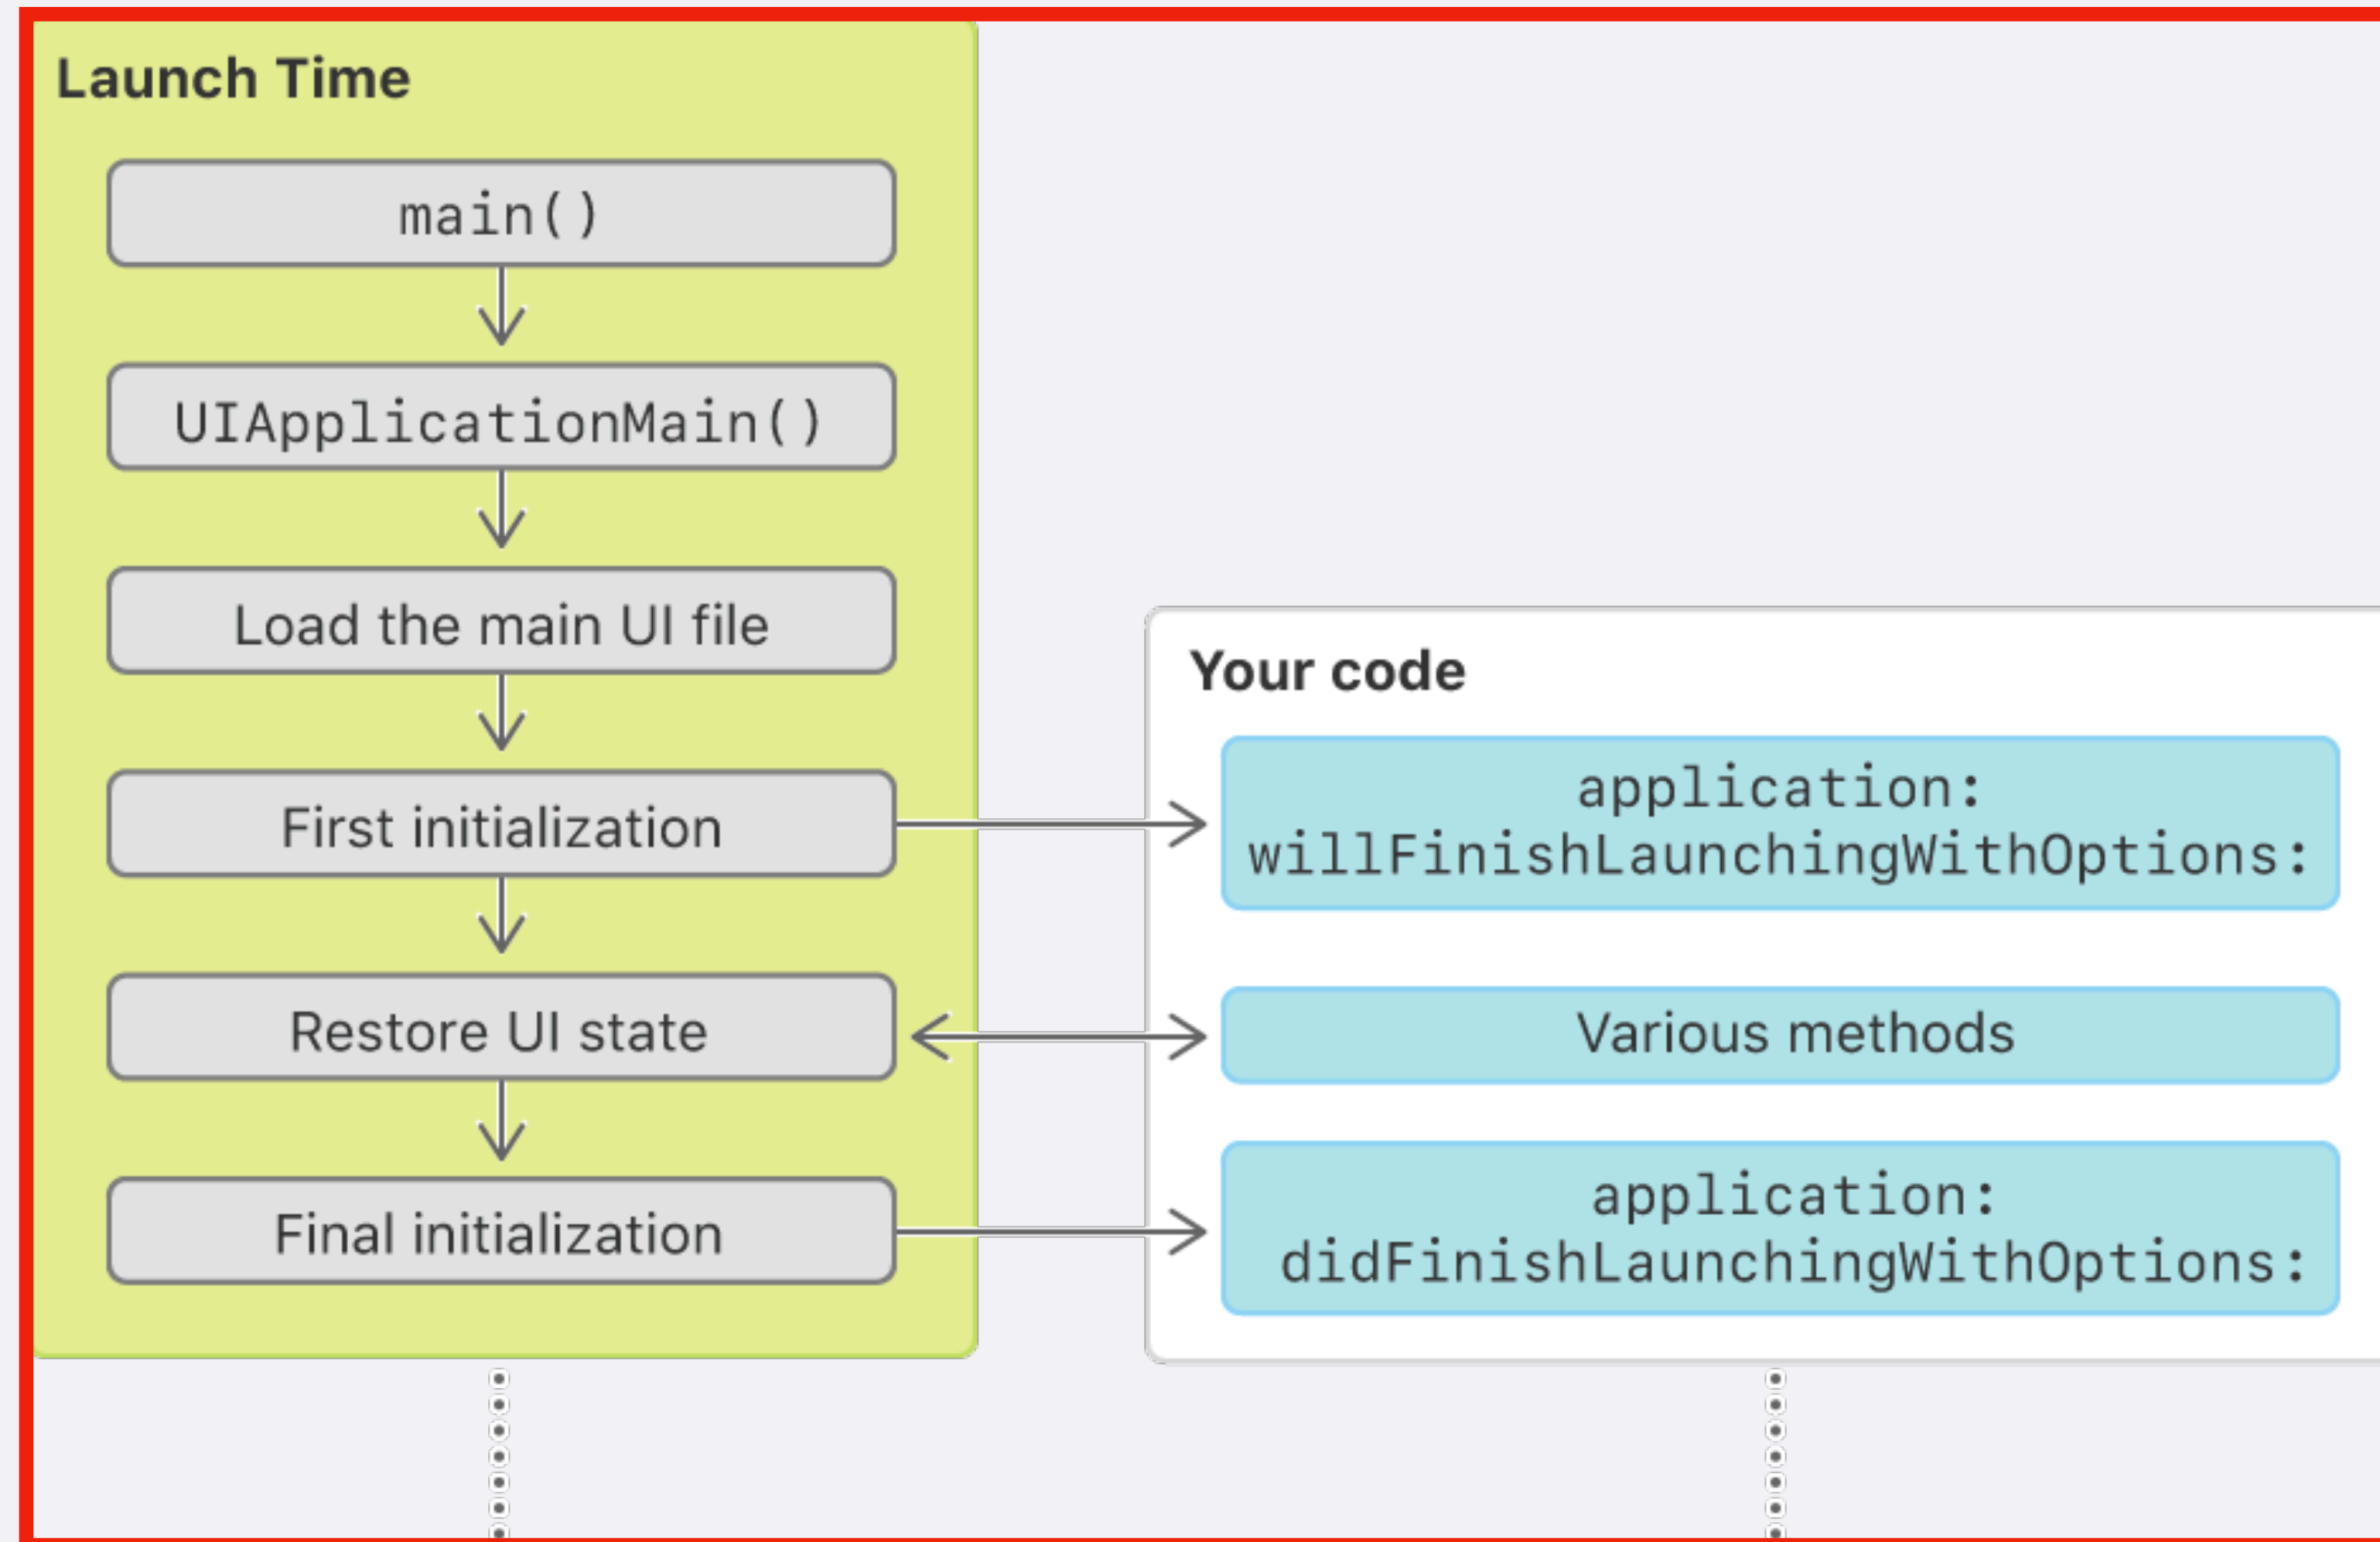 Launch Time
main()
UIApplicationMain()
Load the main UI file
First initialization
Restore UI state
Final initialization
Your code
application:
willFinishLaunchingWithOptions:
Various methods
application:
didFinishLaunchingWithOptions: